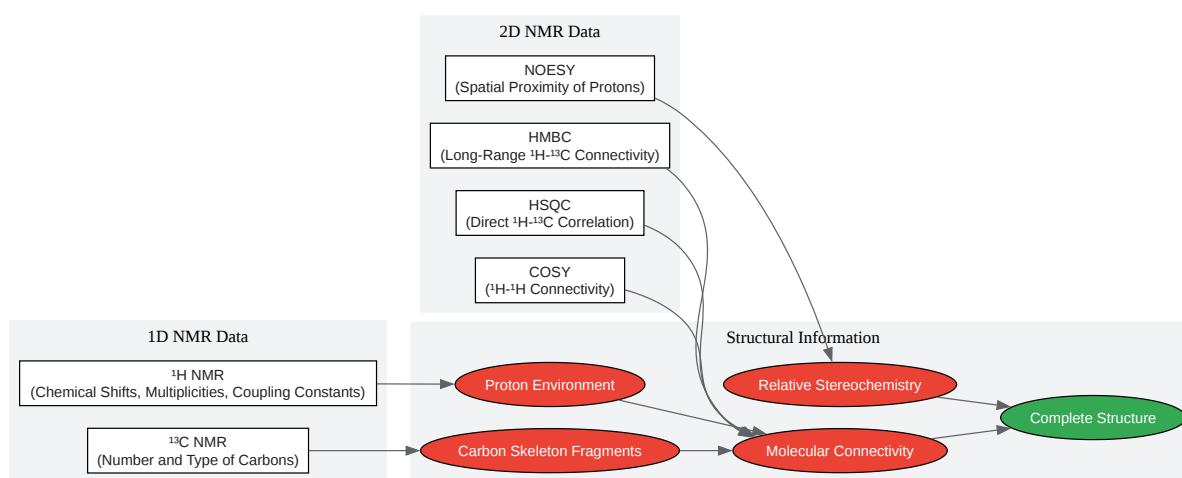 2D NMR Data
NOESY
(Spatial Proximity of Protons)
HMBC
(Long-Range ¹H-¹³C Connectivity)
HSQC
(Direct ¹H-¹³C Correlation)
COSY
(¹H-¹H Connectivity)
1D NMR Data
¹H NMR
(Chemical Shifts, Multiplicities, Coupling Constants)
¹³C NMR
(Number and Type of Carbons)
Structural Information
Proton Environment
Relative Stereochemistry
Complete Structure
Carbon Skeleton Fragments
Molecular Connectivity